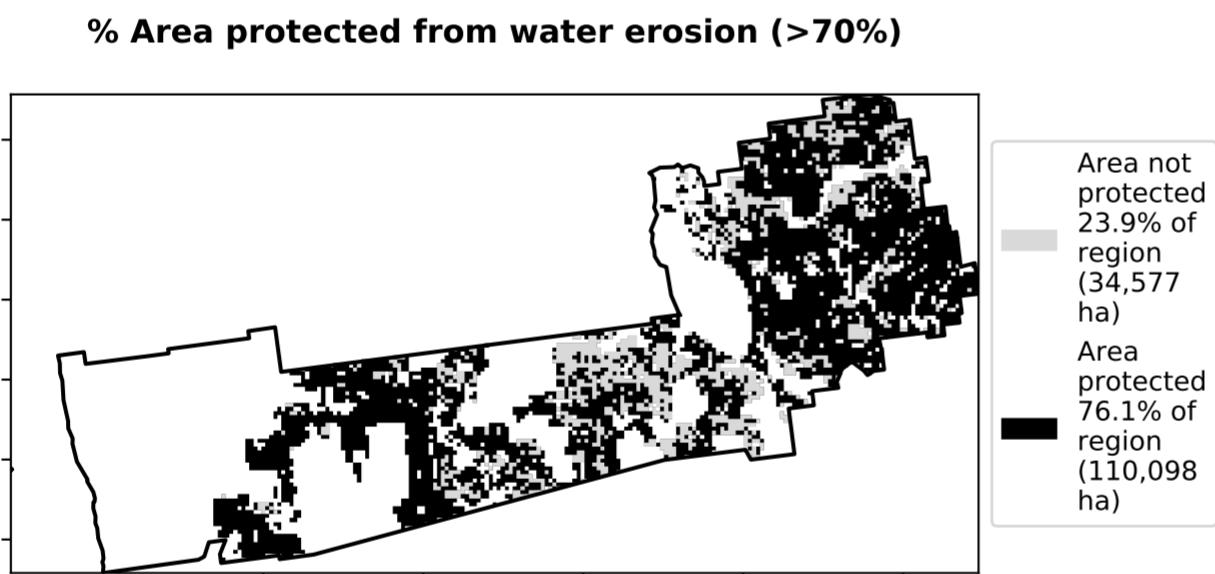 % Area protected from water erosion (>70%)
Area not
protected
23.9% of
region
(34,577
ha)
Area
protected
76.1% of
region
(110,098
ha)